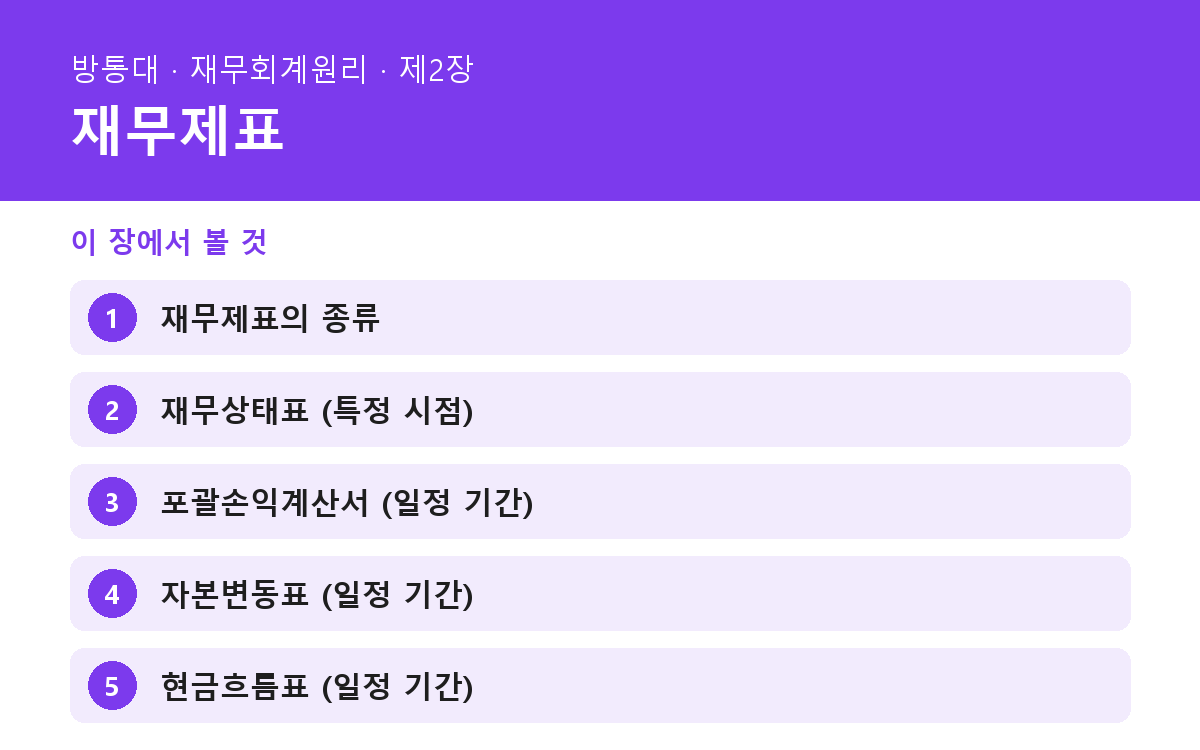 방통대 · 재무회계원리 · 제2장
재무제표
이 장에서 볼 것
1 재무제표의 종류
2 재무상태표 (특정 시점)
3 포괄손익계산서 (일정 기간)
4 자본변동표 (일정 기간)
5 현금흐름표 (일정 기간)